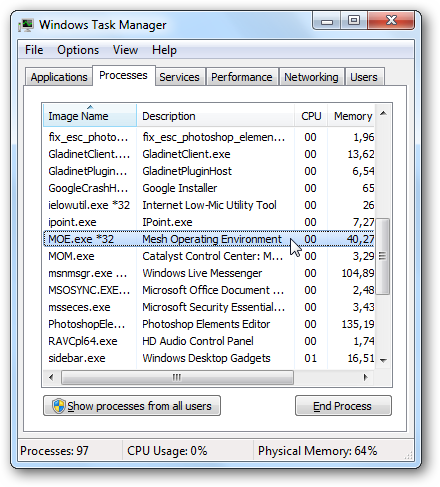 Windows Task Manager
File Options View Help
Applications Processes Services Performance Networking Users
Image Name Description CPU Memory
fix_esc_photo... fix_esc_photoshop_elemen... 00 1,96
GladinetClient.... GladinetClient.exe 00 13,62
GladinetPlugin... GladinetPluginHost 00 6,54
GoogleCrashH... Google Installer 00 65
ielowutil.exe *32 Internet Low-Mic Utility Tool 00 26
ipoint.exe IPoint.exe 00 7,27
MOE.exe *32 Mesh Operating Environment 00 40,27
MOM.exe Catalyst Control Center: M... 00 3,29
msnmsgr.exe ... Windows Live Messenger 00 104,89
MSOSYNC.EXE... Microsoft Office Document ... 00 2,48
msseces.exe Microsoft Security Essential... 00 3,43
PhotoshopEle... Photoshop Elements Editor 00 135,19
RAVCpl64.exe HD Audio Control Panel 00 1,74
sidebar.exe Windows Desktop Gadgets 01 16,51
Show processes from all users End Process
Processes: 97 CPU Usage: 0% Physical Memory: 64%